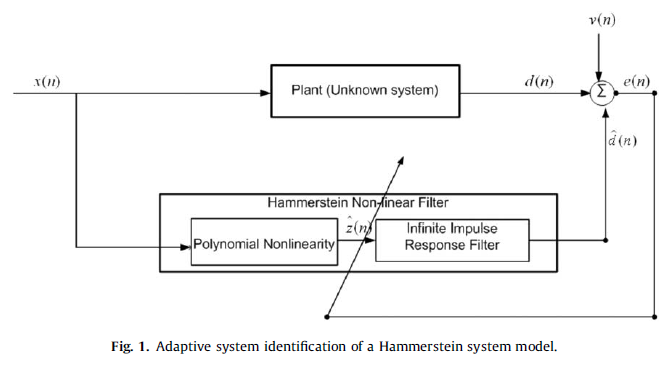 v(n)
x(n)
Plant (Unknown system)
d(n)
Σ
e(n)
d̂(n)
Hammerstein Non-linear Filter
Polynomial Nonlinearity
ẑ(n)
Infinite Impulse
Response Filter
Fig. 1. Adaptive system identification of a Hammerstein system model.